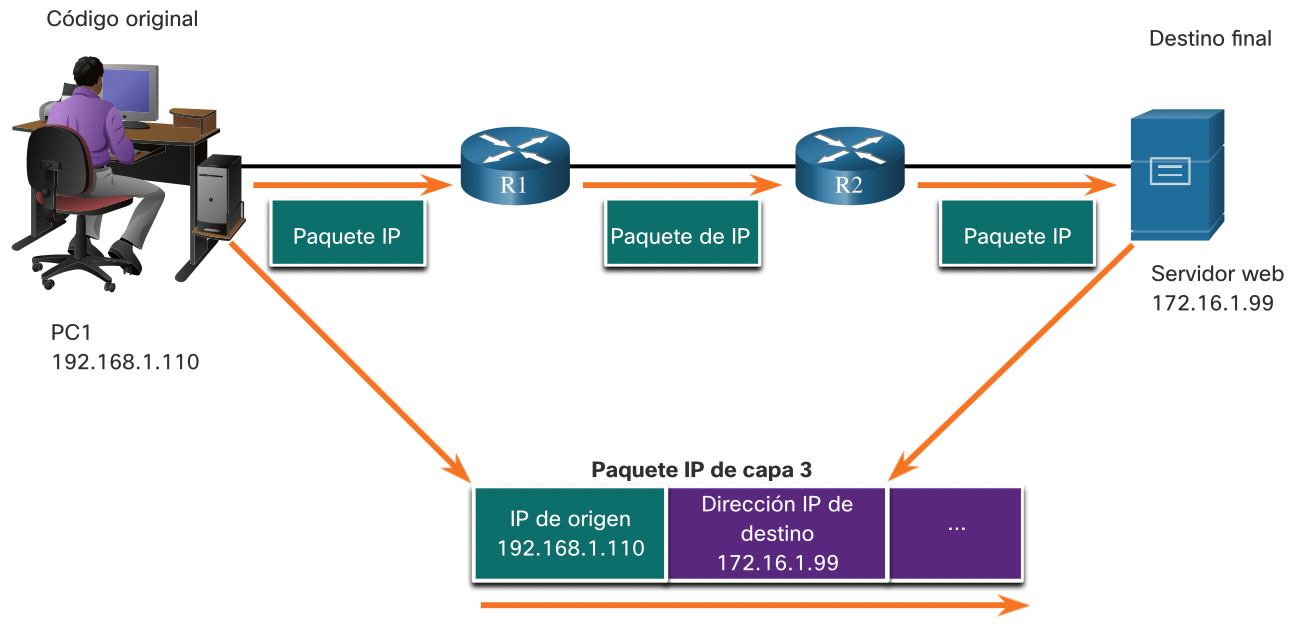 Código original
Destino final
R1
R2
Paquete IP
Paquete de IP
Paquete IP
Servidor web
172.16.1.99
PC1
192.168.1.110
Paquete IP de capa 3
IP de origen
192.168.1.110
Dirección IP de
destino
172.16.1.99
...